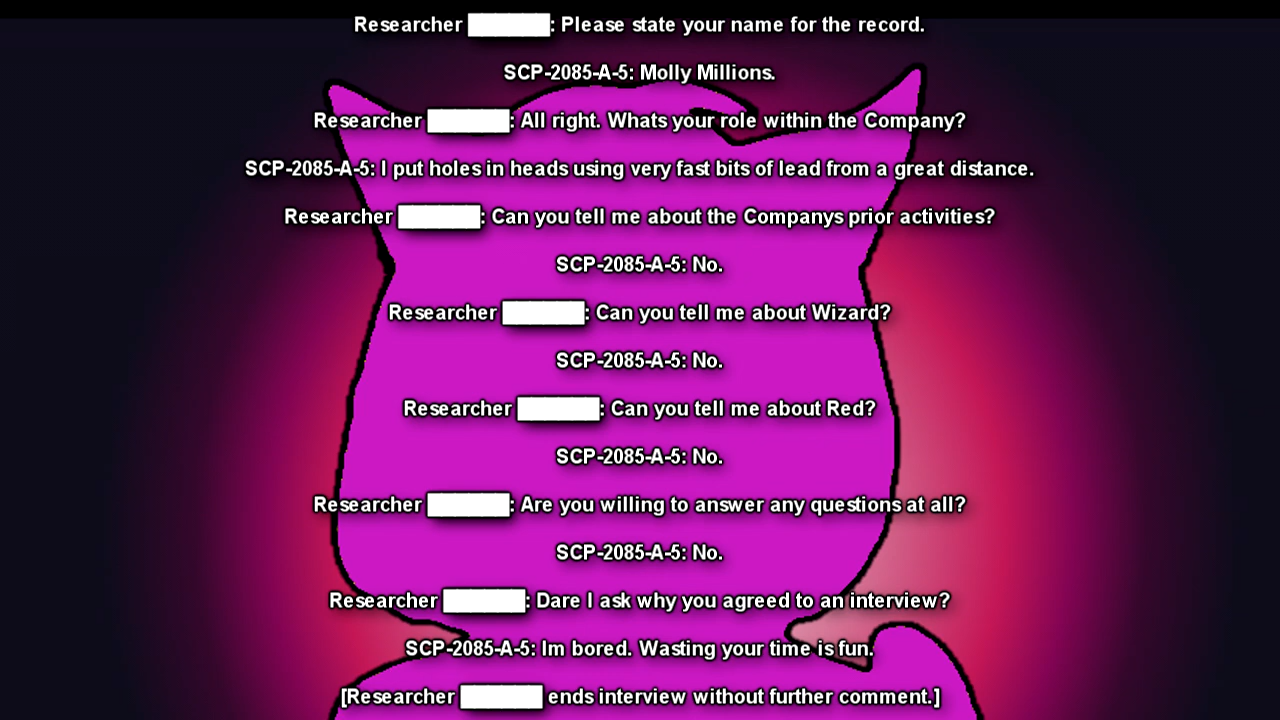 Researcher : Please state your name for the record.
SCP-2085-A-5: Molly Millions.
Researcher : All right. Whats your role within the Company?
SCP-2085-A-5: I put holes in heads using very fast bits of lead from a great distance.
Researcher : Can you tell me about the Companys prior activities?
SCP-2085-A-5: No.
Researcher : Can you tell me about Wizard?
SCP-2085-A-5: No.
Researcher : Can you tell me about Red?
SCP-2085-A-5: No.
Researcher : Are you willing to answer any questions at all?
SCP-2085-A-5: No.
Researcher : Dare I ask why you agreed to an interview?
SCP-2085-A-5: Im bored. Wasting your time is fun.
[Researcher  ends interview without further comment.]